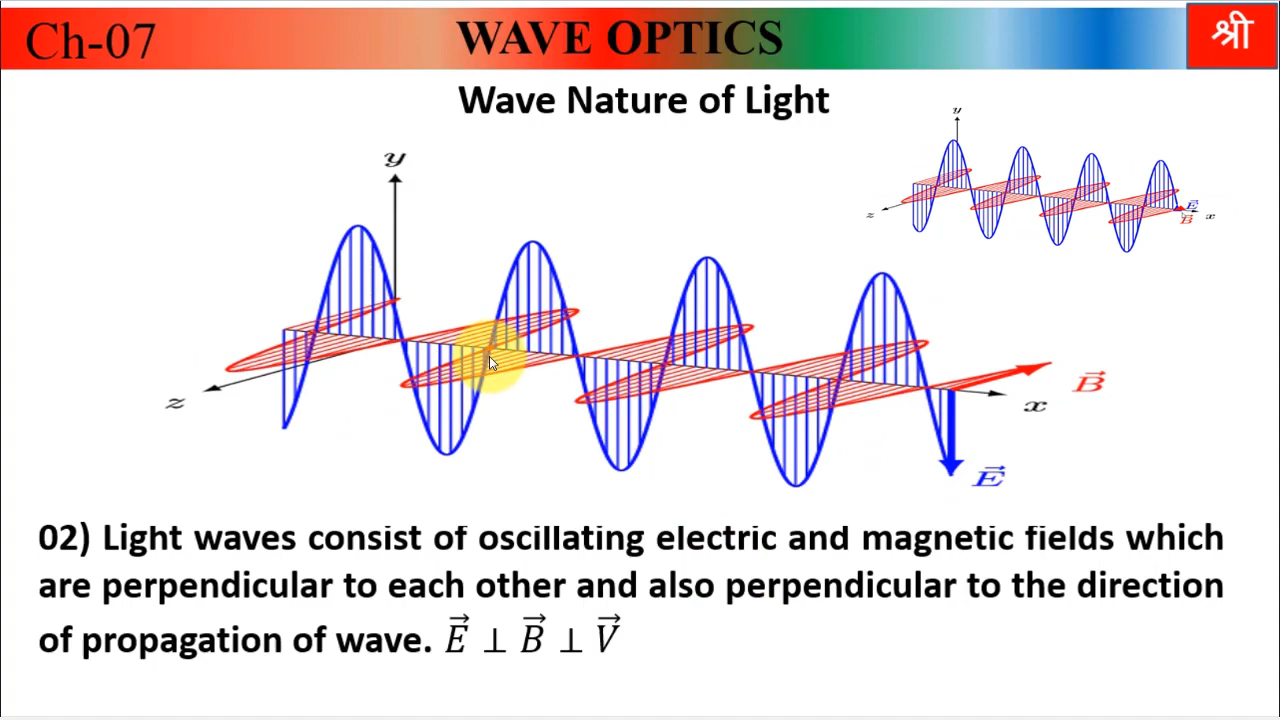 Ch-07
WAVE OPTICS
श्री
Wave Nature of Light
y
z
E
B
x
y
z
x
B
E
02) Light waves consist of oscillating electric and magnetic fields which
are perpendicular to each other and also perpendicular to the direction
of propagation of wave. E⃗ ⊥ B⃗ ⊥ V⃗